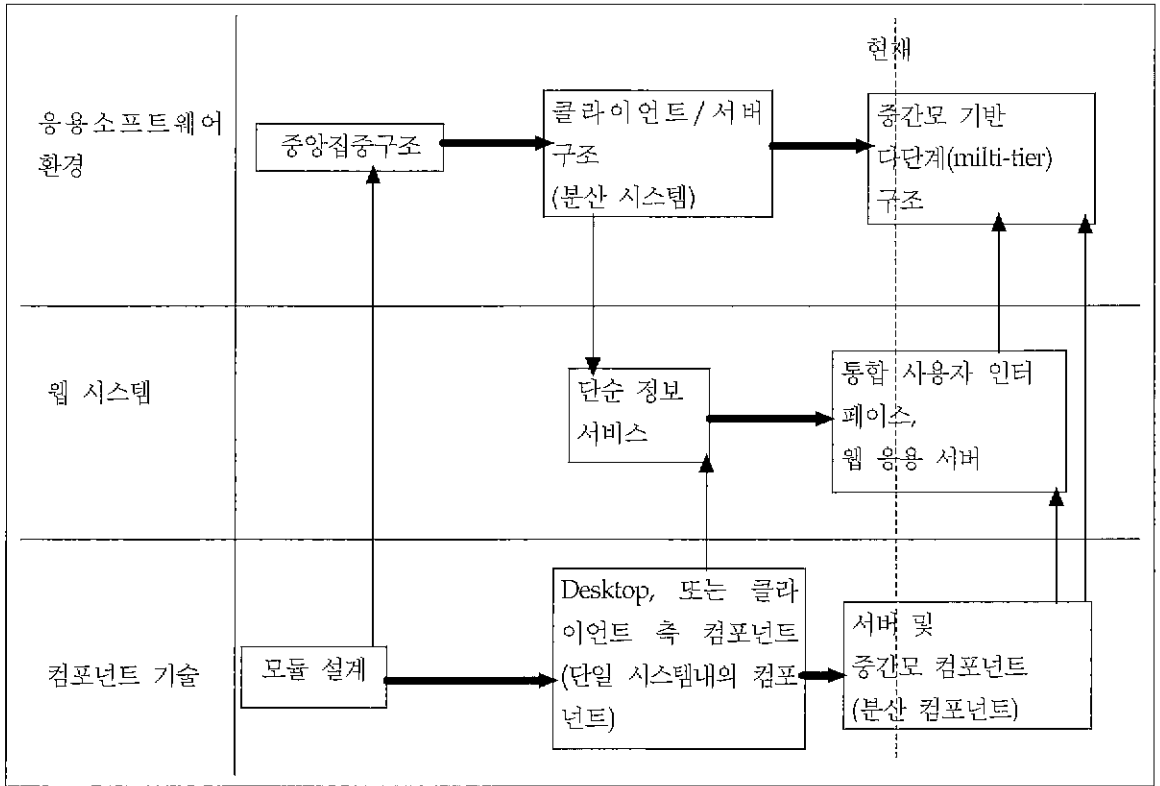 현재
응용소프트웨어
환경
중앙집중구조
클라이언트/서버
구조
(분산 시스템)
중간모 기반
다단계(milti-tier)
구조
웹 시스템
단순 정보
서비스
통합 사용자 인터
페이스,
웹 응용 서버
컴포넌트 기술
모듈 설계
Desktop, 또는 클라
이언트 측 컴포넌트
(단일 시스템내의 컴포
넌트)
서버 및
중간모 컴포넌트
(분산 컴포넌트)